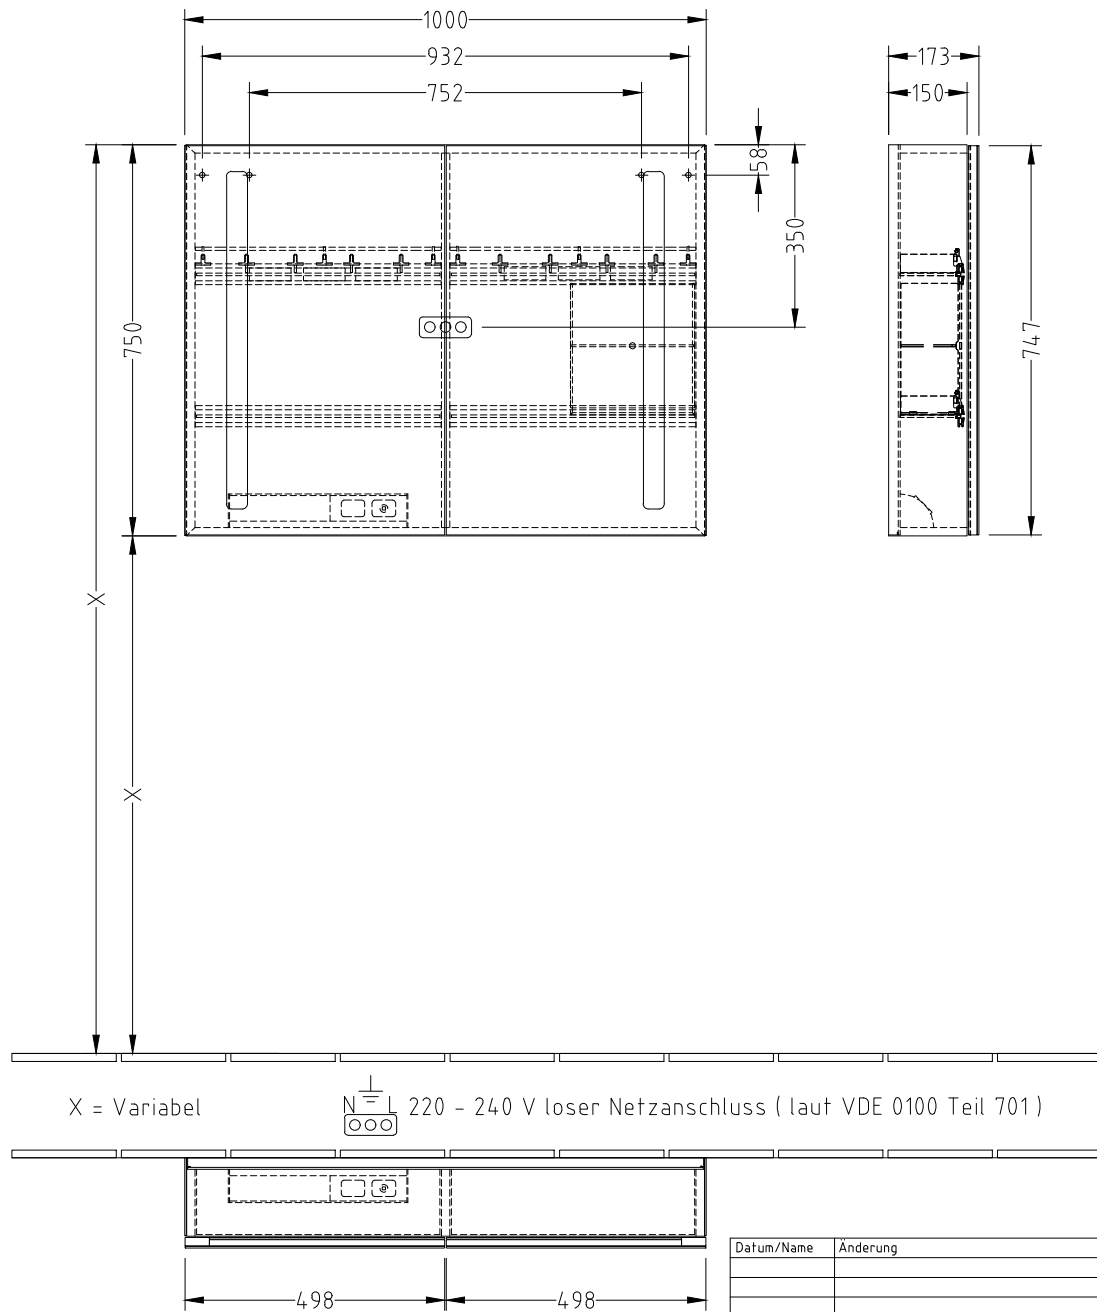 1000
932
752
173
150
58
350
750
747
X
X
X = Variabel
N L 220 - 240 V loser Netzanschluss ( laut VDE 0100 Teil 701 )
Datum/Name Änderung
498 498